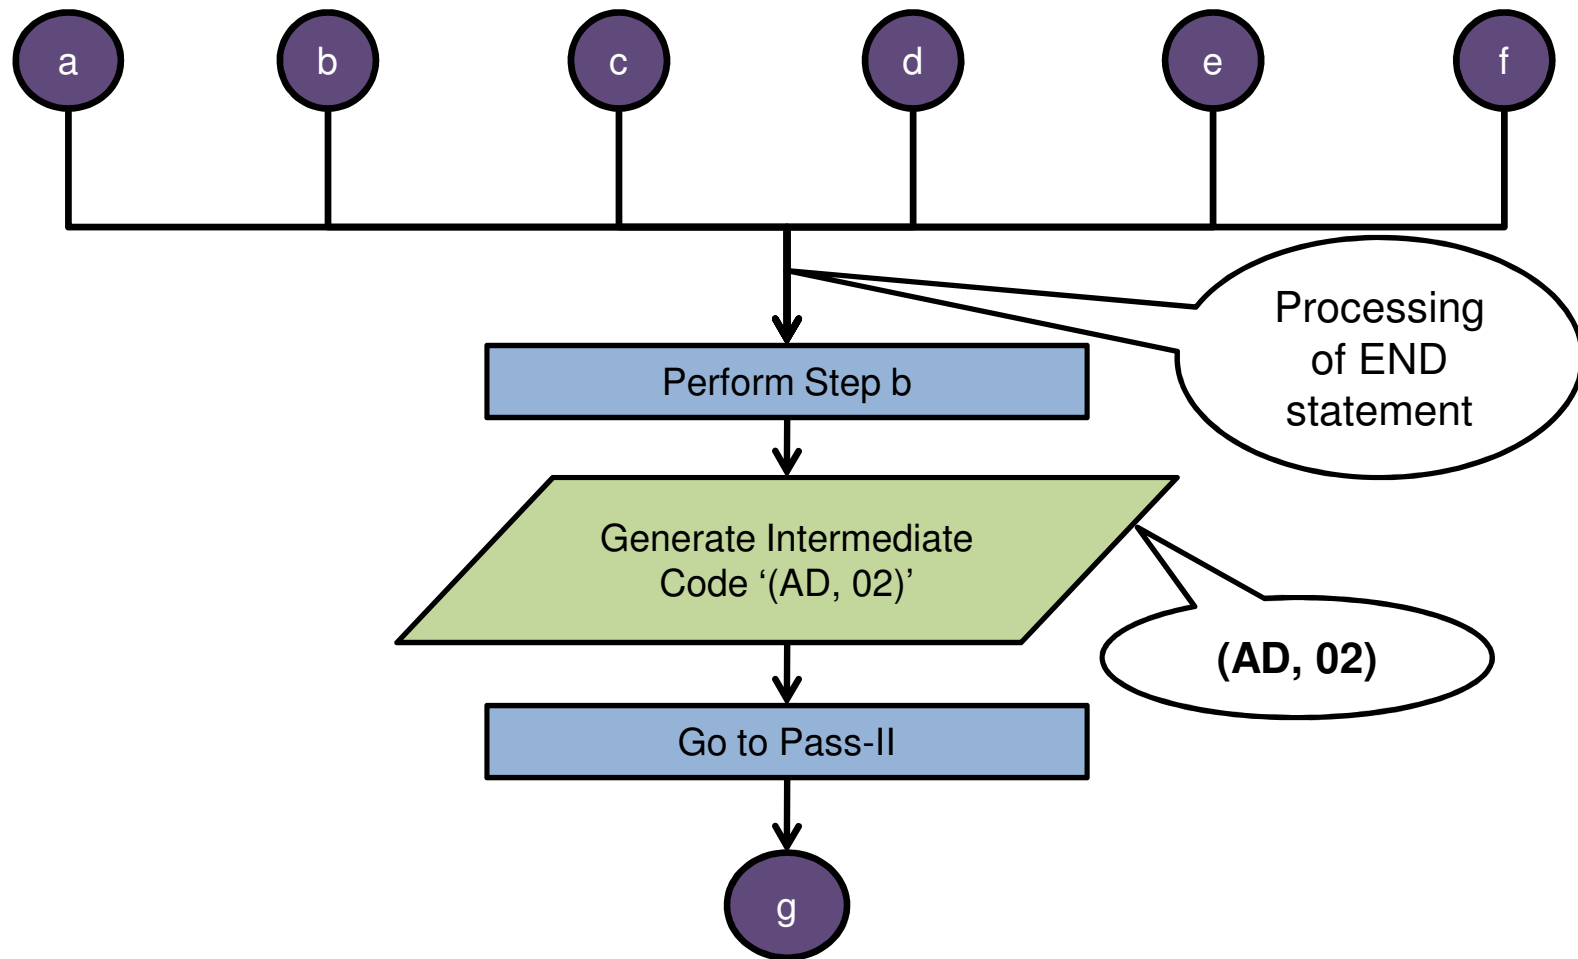 a b c d e f
Processing
of END
statement
Perform Step b
Generate Intermediate
Code ‘(AD, 02)’
(AD, 02)
Go to Pass-II
g